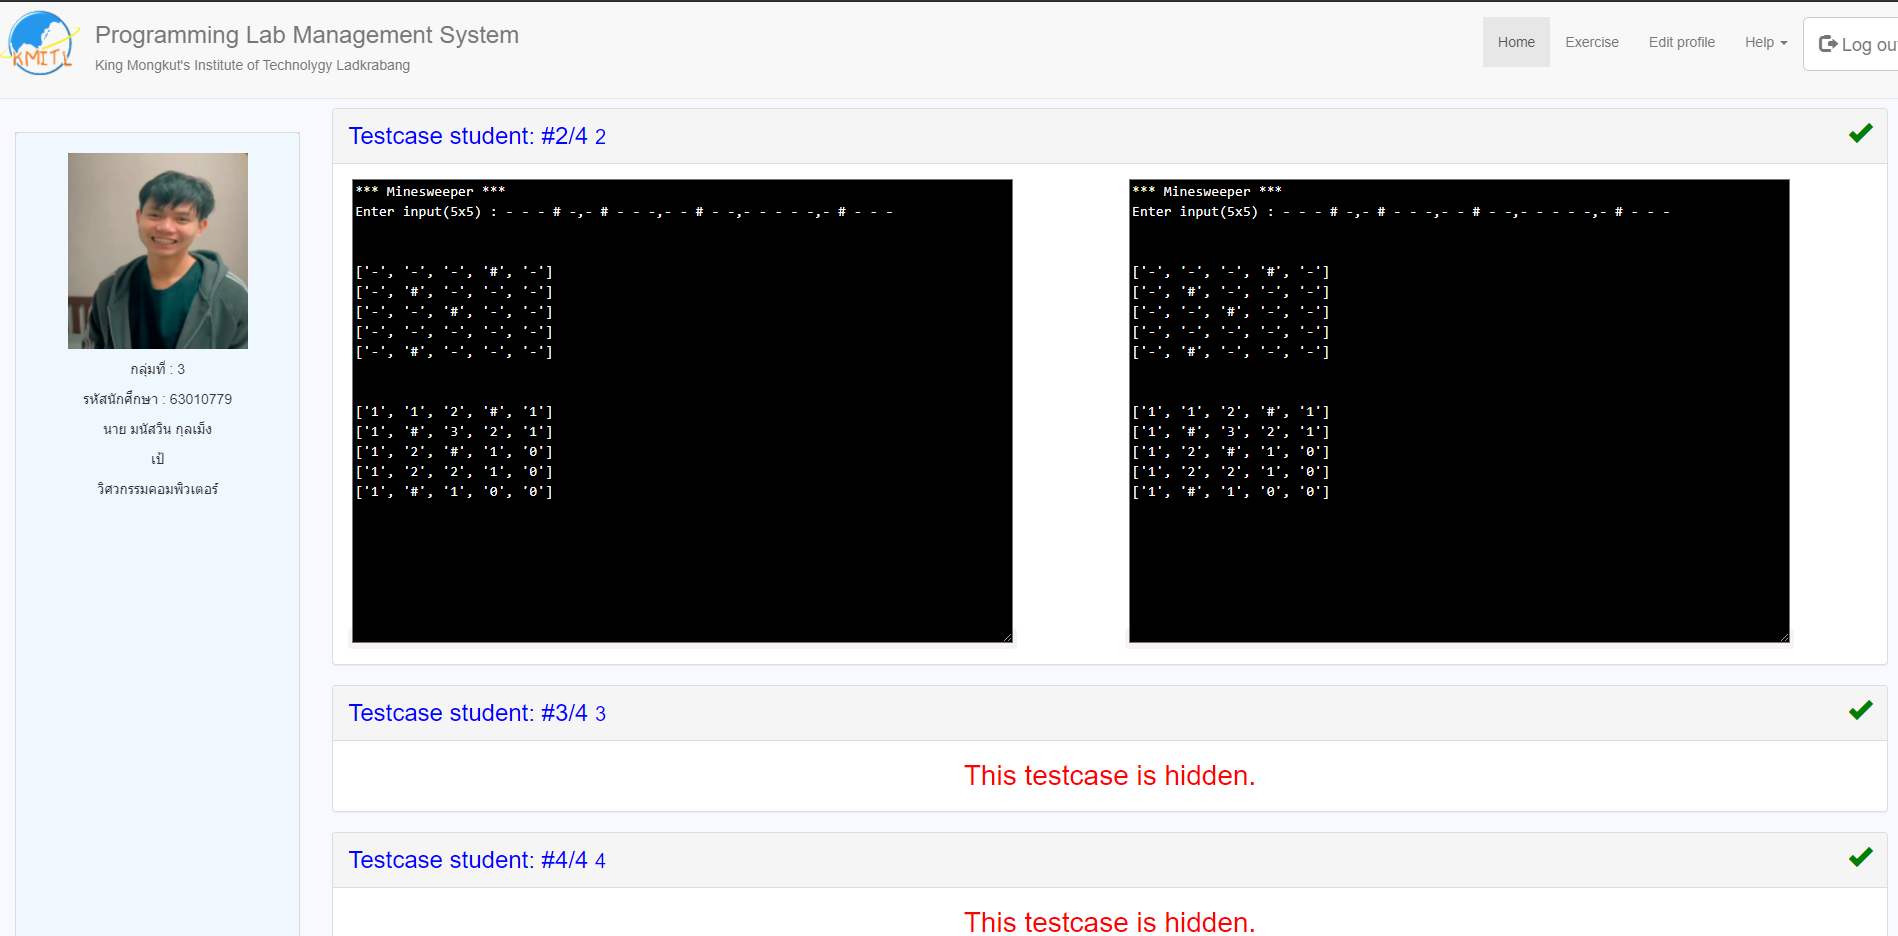 KMITL
Programming Lab Management System
King Mongkut's Institute of Technolygy Ladkrabang
Home
Exercise
Edit profile
Help
Log ou
กลุ่มที่ : 3
รหัสนักศึกษา : 63010779
นาย มนัสวิน กุลเม็ง
เป้
วิศวกรรมคอมพิวเตอร์
Testcase student: #2/4 2
*** Minesweeper ***
Enter input(5x5) : - - - # -,- # - - -,- - # - -,- - - - -,- # - - -
['-', '-', '-', '#', '-']
['-', '#', '-', '-', '-']
['-', '-', '#', '-', '-']
['-', '-', '-', '-', '-']
['-', '#', '-', '-', '-']
['1', '1', '2', '#', '1']
['1', '#', '3', '2', '1']
['1', '2', '#', '1', '0']
['1', '2', '2', '1', '0']
['1', '#', '1', '0', '0']
*** Minesweeper ***
Enter input(5x5) : - - - # -,- # - - -,- - # - -,- - - - -,- # - - -
['-', '-', '-', '#', '-']
['-', '#', '-', '-', '-']
['-', '-', '#', '-', '-']
['-', '-', '-', '-', '-']
['-', '#', '-', '-', '-']
['1', '1', '2', '#', '1']
['1', '#', '3', '2', '1']
['1', '2', '#', '1', '0']
['1', '2', '2', '1', '0']
['1', '#', '1', '0', '0']
Testcase student: #3/4 3
This testcase is hidden.
Testcase student: #4/4 4
This testcase is hidden.